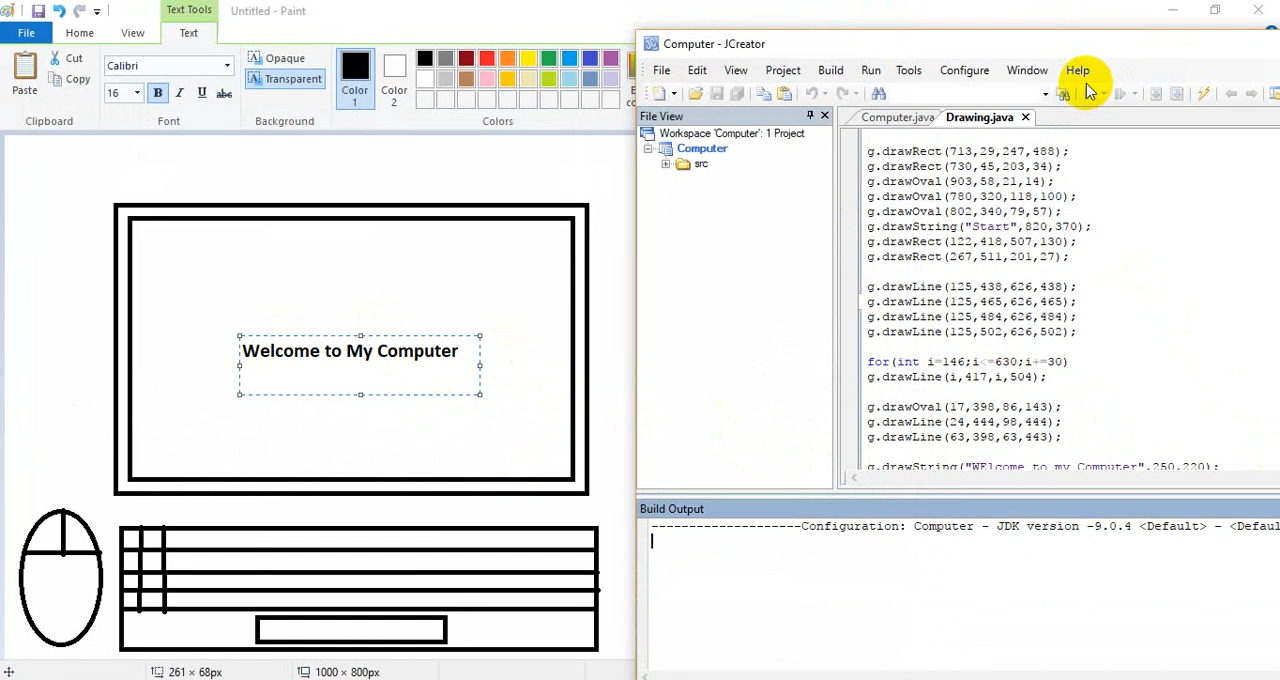 Text Tools
Untitled - Paint
File
Home
View
Text
Paste
Cut
Copy
Clipboard
Calibri
16
B
I
U
abc
Font
Opaque
Transparent
Background
Color
1
Color
2
Colors
Welcome to My Computer
261 × 68px
1000 × 800px
Computer - JCreator
File Edit View Project Build Run Tools Configure Window Help
File View
Workspace 'Computer': 1 Project
Computer
src
Computer.java
Drawing.java
g.drawRect(713,29,247,488);
g.drawRect(730,45,203,34);
g.drawOval(903,58,21,14);
g.drawOval(780,320,118,100);
g.drawOval(802,340,79,57);
g.drawString("Start",820,370);
g.drawRect(122,418,507,130);
g.drawRect(267,511,201,27);
g.drawLine(125,438,626,438);
g.drawLine(125,465,626,465);
g.drawLine(125,484,626,484);
g.drawLine(125,502,626,502);
for(int i=146;i<=630;i+=30)
g.drawLine(i,417,i,504);
g.drawOval(17,398,86,143);
g.drawLine(24,444,98,444);
g.drawLine(63,398,63,443);
g.drawString("WElcome to my Computer",250,220);
Build Output
--------------------Configuration: Computer - JDK version -9.0.4 <Default> - <Defau